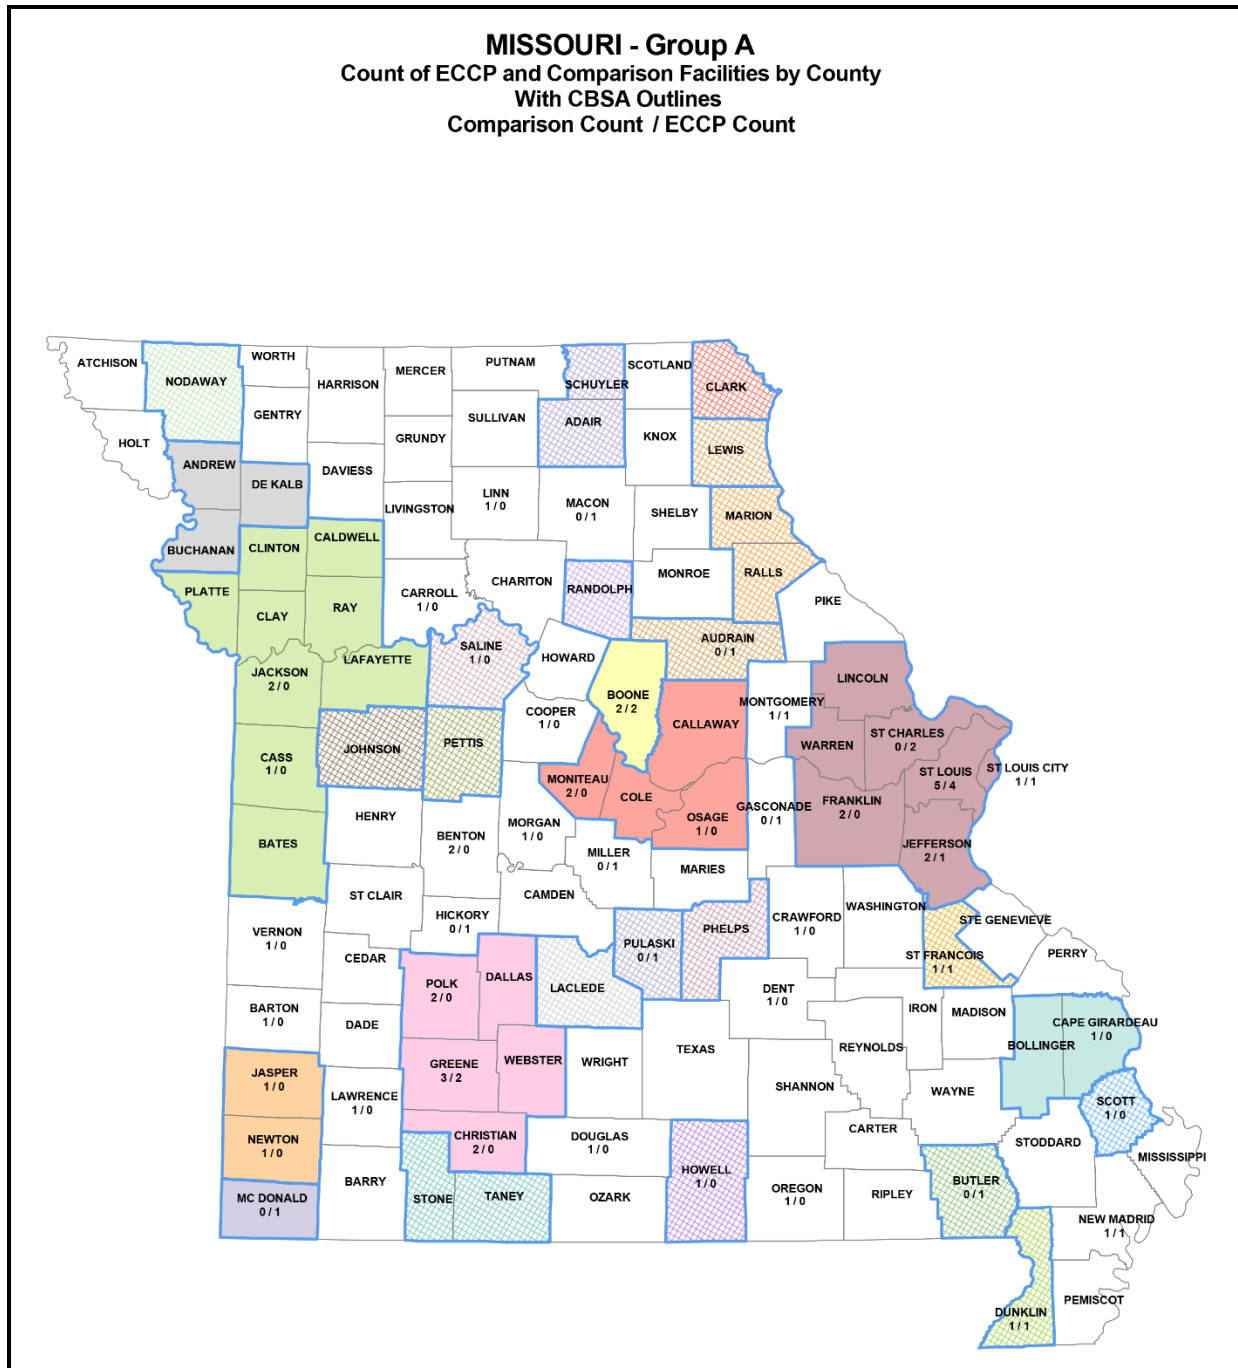 MISSOURI - Group A
Count of ECCP and Comparison Facilities by County
With CBSA Outlines
Comparison Count / ECCP Count
ATCHISON
NODAWAY
WORTH
HARRISON
MERCER
PUTNAM
SCHUYLER
SCOTLAND
CLARK
GENTRY
SULLIVAN
ADAIR
HOLT
GRUNDY
KNOX
LEWIS
ANDREW
DE KALB
DAVIESS
LIVINGSTON
LINN
1 / 0
MACON
0 / 1
SHELBY
MARION
BUCHANAN
CLINTON
CALDWELL
PLATTE
CLAY
RAY
CARROLL
1 / 0
CHARITON
RANDOLPH
MONROE
RALLS
PIKE
SALINE
1 / 0
HOWARD
AUDRAIN
0 / 1
JACKSON
2 / 0
LAFAYETTE
BOONE
2 / 2
CALLAWAY
MONTGOMERY
1 / 1
LINCOLN
COOPER
1 / 0
WARREN
ST CHARLES
0 / 2
CASS
1 / 0
JOHNSON
PETTIS
MONITEAU
2 / 0
COLE
OSAGE
1 / 0
GASCONADE
0 / 1
FRANKLIN
2 / 0
ST LOUIS
5 / 4
ST LOUIS CITY
1 / 1
BATES
HENRY
BENTON
2 / 0
MORGAN
1 / 0
MILLER
0 / 1
MARIES
JEFFERSON
2 / 1
ST CLAIR
CAMDEN
HICKORY
0 / 1
WASHINGTON
STE GENEVIEVE
VERNON
1 / 0
CEDAR
PULASKI
0 / 1
PHELPS
CRAWFORD
1 / 0
ST FRANCOIS
1 / 1
PERRY
POLK
2 / 0
DALLAS
LACLEDE
DENT
1 / 0
BARTON
1 / 0
DADE
IRON
MADISON
BOLLINGER
CAPE GIRARDEAU
1 / 0
TEXAS
REYNOLDS
JASPER
1 / 0
GREENE
3 / 2
WEBSTER
WRIGHT
SHANNON
WAYNE
LAWRENCE
1 / 0
SCOTT
1 / 0
NEWTON
1 / 0
CHRISTIAN
2 / 0
DOUGLAS
1 / 0
CARTER
STODDARD
MISSISSIPPI
MC DONALD
0 / 1
BARRY
STONE
TANEY
OZARK
HOWELL
1 / 0
OREGON
1 / 0
RIPLEY
BUTLER
0 / 1
NEW MADRID
1 / 1
DUNKLIN
1 / 1
PEMISCOT